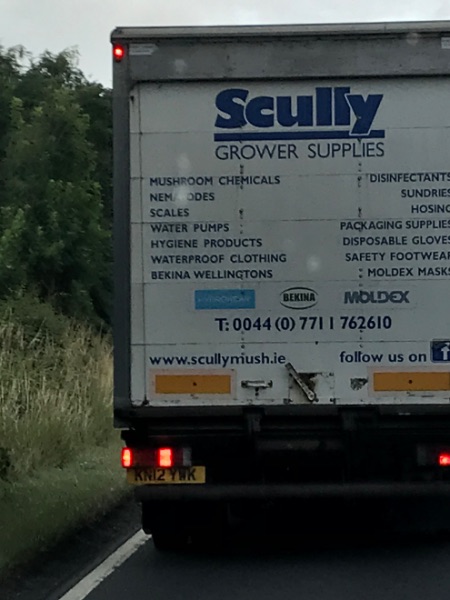 Scully
GROWER SUPPLIES
MUSHROOM CHEMICALS DISINFECTANTS
NEMATODES SUNDRIES
SCALES HOSING
WATER PUMPS PACKAGING SUPPLIES
HYGIENE PRODUCTS DISPOSABLE GLOVES
WATERPROOF CLOTHING SAFETY FOOTWEAR
BEKINA WELLINGTONS MOLDEX MASKS
BEKINA MOLDEX
T: 0044 (0) 7711 762610
www.scullymush.ie follow us on
KN12 YWK